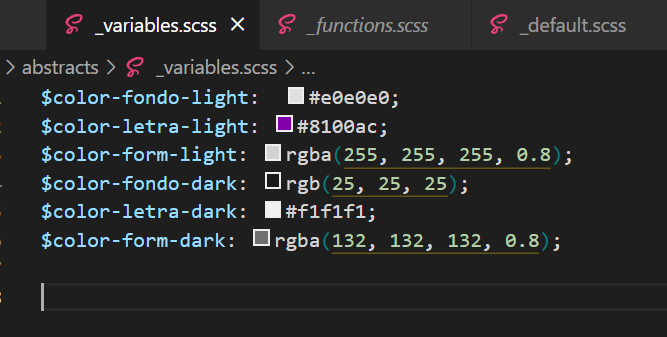 _variables.scss × _functions.scss _default.scss
> abstracts > _variables.scss > ...
$color-fondo-light: #e0e0e0;
$color-letra-light: #8100ac;
$color-form-light: rgba(255, 255, 255, 0.8);
$color-fondo-dark: rgb(25, 25, 25);
$color-letra-dark: #f1f1f1;
$color-form-dark: rgba(132, 132, 132, 0.8);